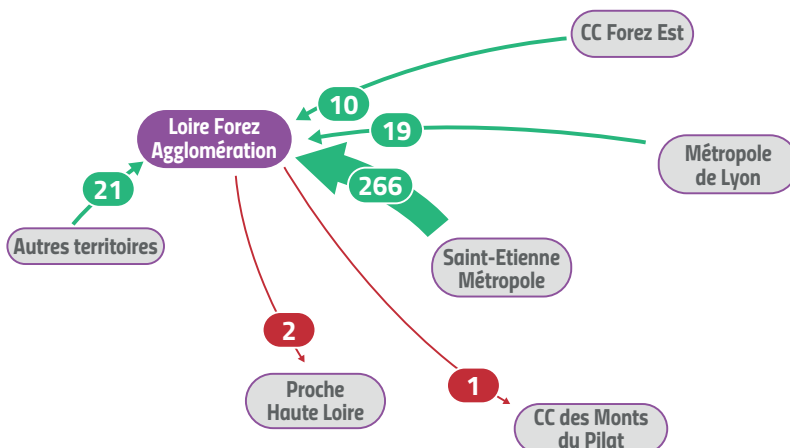 CC Forez Est
10
Loire Forez
Agglomération
19
Métropole
de Lyon
266
21
Autres territoires
Saint-Etienne
Métropole
2
Proche
Haute Loire
1
CC des Monts
du Pilat